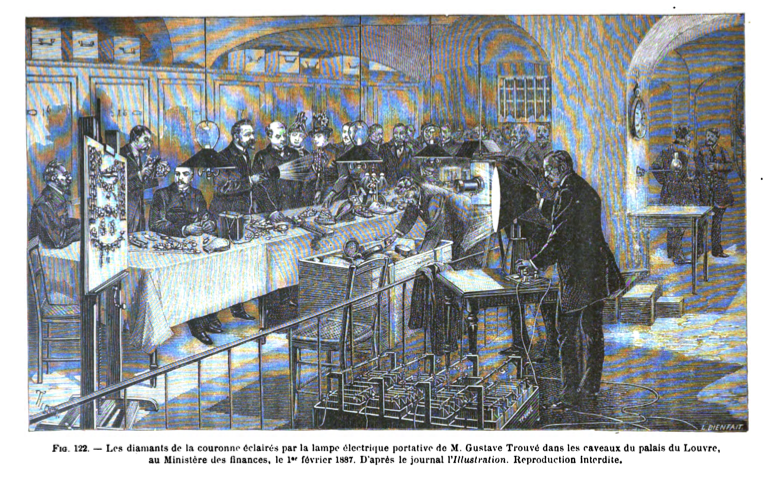 L. BIENFAIT.
FIG. 122. — Les diamants de la couronne éclairés par la lampe électrique portative de M. Gustave Trouvé dans les caveaux du palais du Louvre,
au Ministère des finances, le 1er février 1887. D'après le journal l'Illustration. Reproduction interdite.